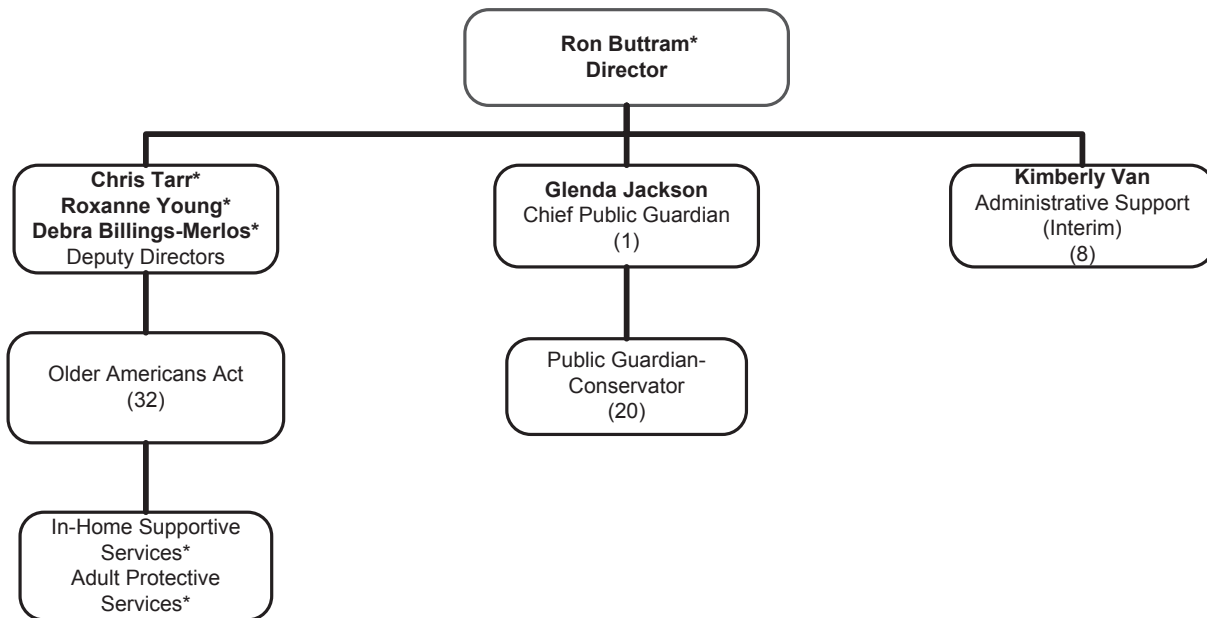 Ron Buttram*
Director
Chris Tarr*
Roxanne Young*
Debra Billings-Merlos*
Deputy Directors
Glenda Jackson
Chief Public Guardian
(1)
Kimberly Van
Administrative Support
(Interim)
(8)
Older Americans Act
(32)
Public Guardian-
Conservator
(20)
In-Home Supportive
Services*
Adult Protective
Services*